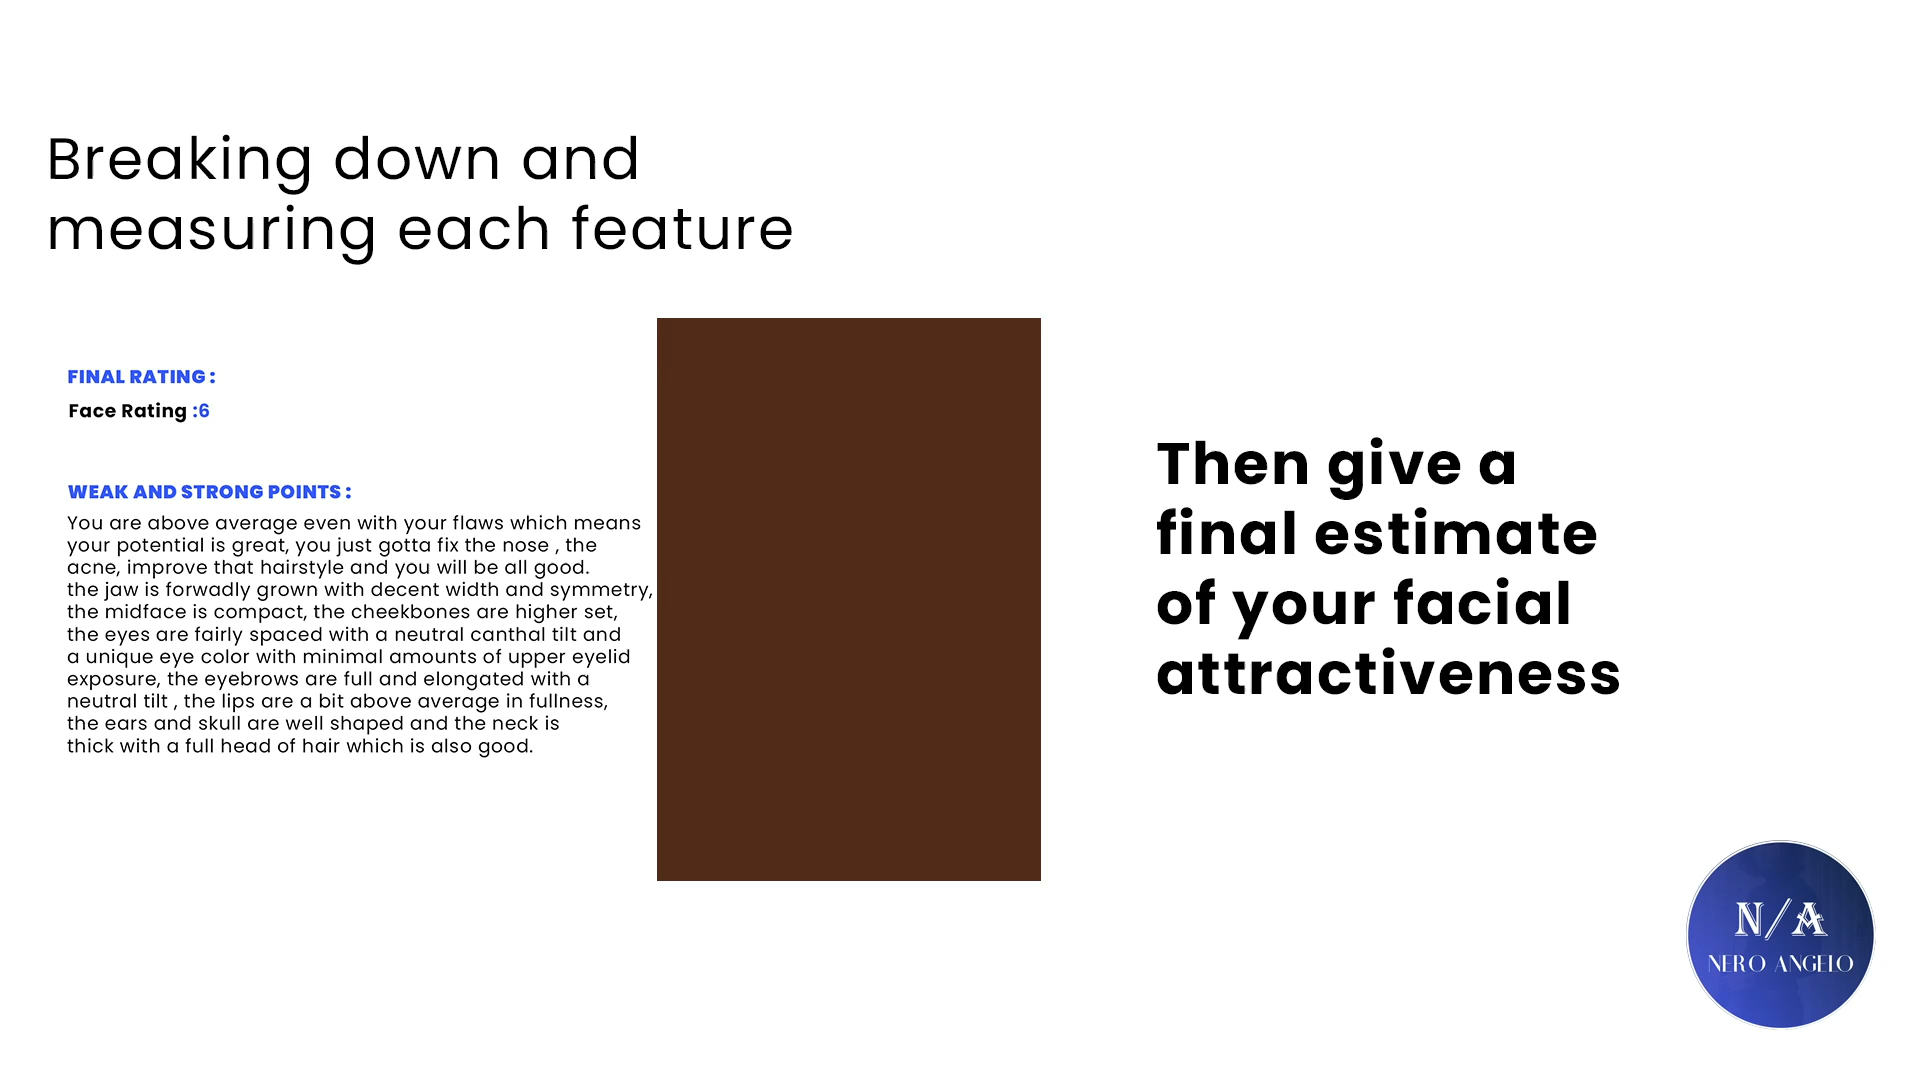 Breaking down and
measuring each feature
FINAL RATING :
Face Rating :6
WEAK AND STRONG POINTS :
You are above average even with your flaws which means
your potential is great, you just gotta fix the nose , the
acne, improve that hairstyle and you will be all good.
the jaw is forwadly grown with decent width and symmetry,
the midface is compact, the cheekbones are higher set,
the eyes are fairly spaced with a neutral canthal tilt and
a unique eye color with minimal amounts of upper eyelid
exposure, the eyebrows are full and elongated with a
neutral tilt , the lips are a bit above average in fullness,
the ears and skull are well shaped and the neck is
thick with a full head of hair which is also good.
Then give a
final estimate
of your facial
attractiveness
N/A
NERO ANGELO